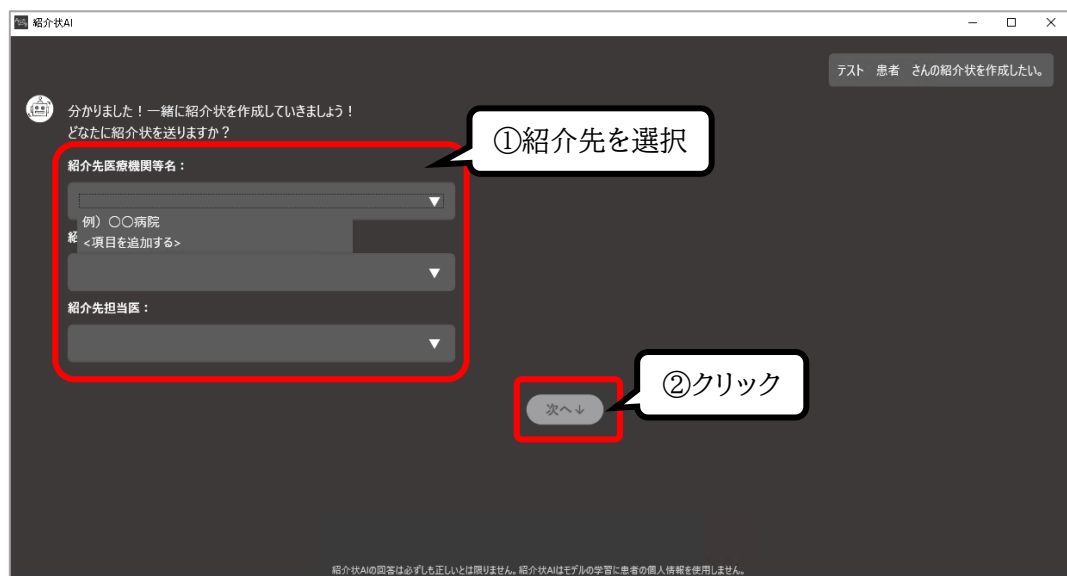 紹介状AI
テスト 患者 さんの紹介状を作成したい。
分かりました！一緒に紹介状を作成していきましょう！
どなたに紹介状を送りますか？
①紹介先を選択
紹介先医療機関等名：
例）〇〇病院
<項目を追加する>
紹介先担当医：
②クリック
次へ↓
紹介状AIの回答は必ずしも正しいとは限りません。紹介状AIはモデルの学習に患者の個人情報を使用しません。